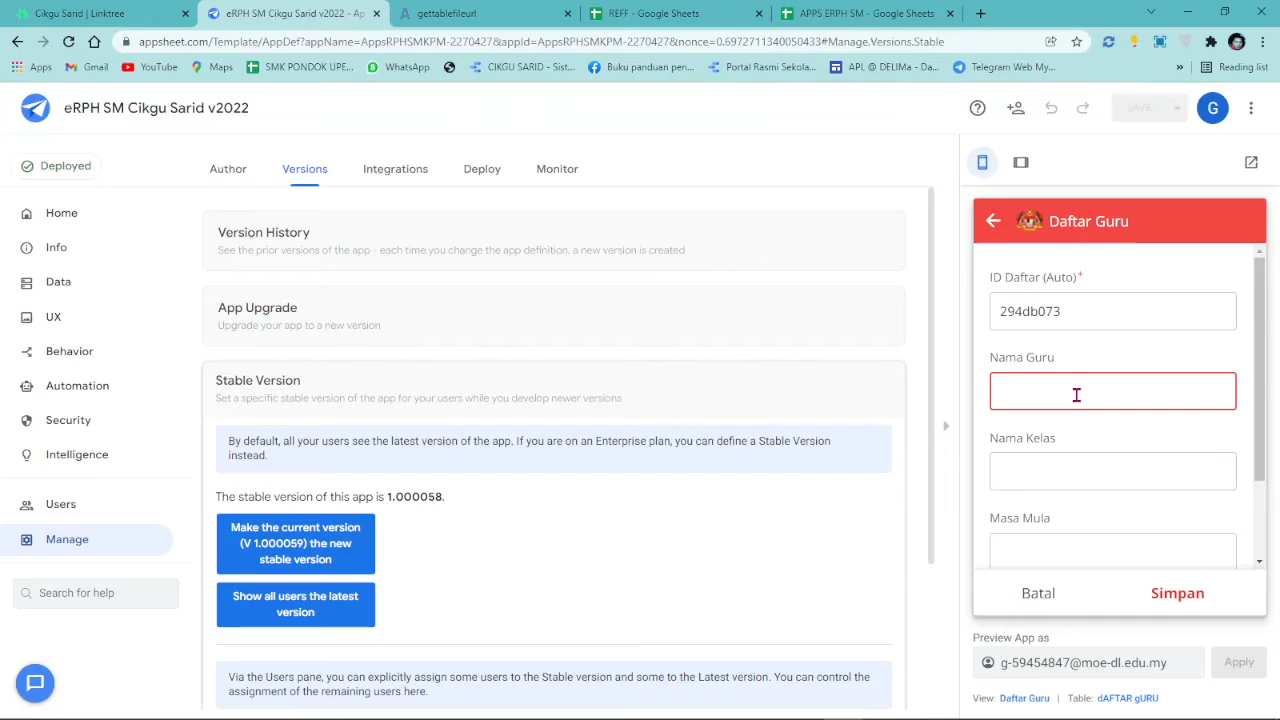 Cikgu Sarid | Linktree
eRPH SM Cikgu Sarid v2022 - Ap
gettablefileurl
REFF - Google Sheets
APPS ERPH SM - Google Sheets
appsheet.com/Template/AppDef?appName=AppsRPHSMKPM-2270427&appId=AppsRPHSMKPM-2270427&nonce=0.6972711340050433#Manage.Versions.Stable
Apps
Gmail
YouTube
Maps
SMK PONDOK UPE...
WhatsApp
CIKGU SARID - Sist...
Buku panduan pen...
Portal Rasmi Sekola...
APL @ DELIMa - Da...
Telegram Web My...
»
Reading list
eRPH SM Cikgu Sarid v2022
SAVE
G
Deployed
Author
Versions
Integrations
Deploy
Monitor
Home
Info
Data
UX
Behavior
Automation
Security
Intelligence
Users
Manage
Search for help
Version History
See the prior versions of the app - each time you change the app definition, a new version is created
App Upgrade
Upgrade your app to a new version
Stable Version
Set a specific stable version of the app for your users while you develop newer versions
By default, all your users see the latest version of the app. If you are on an Enterprise plan, you can define a Stable Version
instead.
The stable version of this app is 1.000058.
Make the current version
(V 1.000059) the new
stable version
Show all users the latest
version
Via the Users pane, you can explicitly assign some users to the Stable version and some to the Latest version. You can control the
assignment of the remaining users here.
Daftar Guru
ID Daftar (Auto)*
294db073
Nama Guru
Nama Kelas
Masa Mula
Batal
Simpan
Preview App as
g-59454847@moe-dl.edu.my
Apply
View: Daftar Guru | Table: dAFTAR gURU